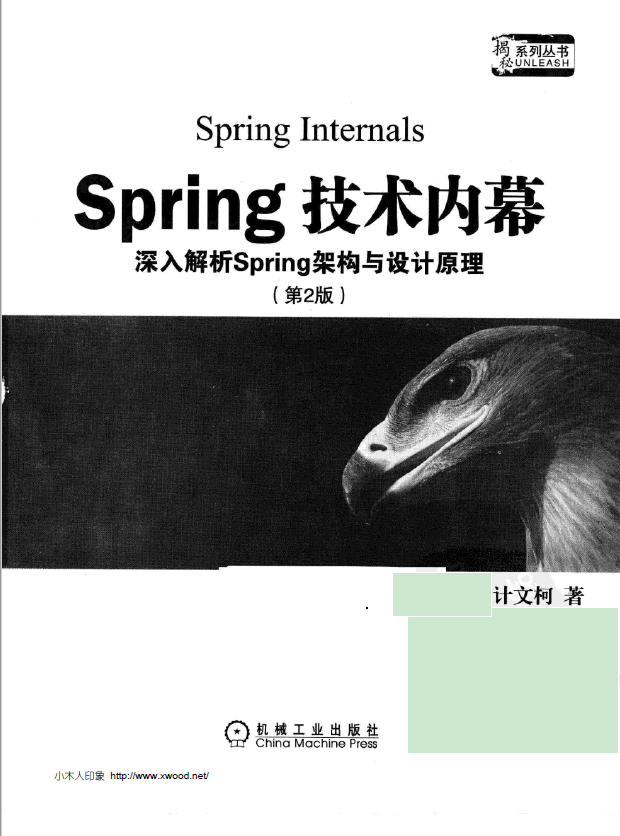 揭秘 系列丛书
UNLEASH
Spring Internals
Spring 技术内幕
深入解析Spring架构与设计原理
（第2版）
计文柯 著
机械工业出版社
China Machine Press
小木人印象 http://www.xwood.net/